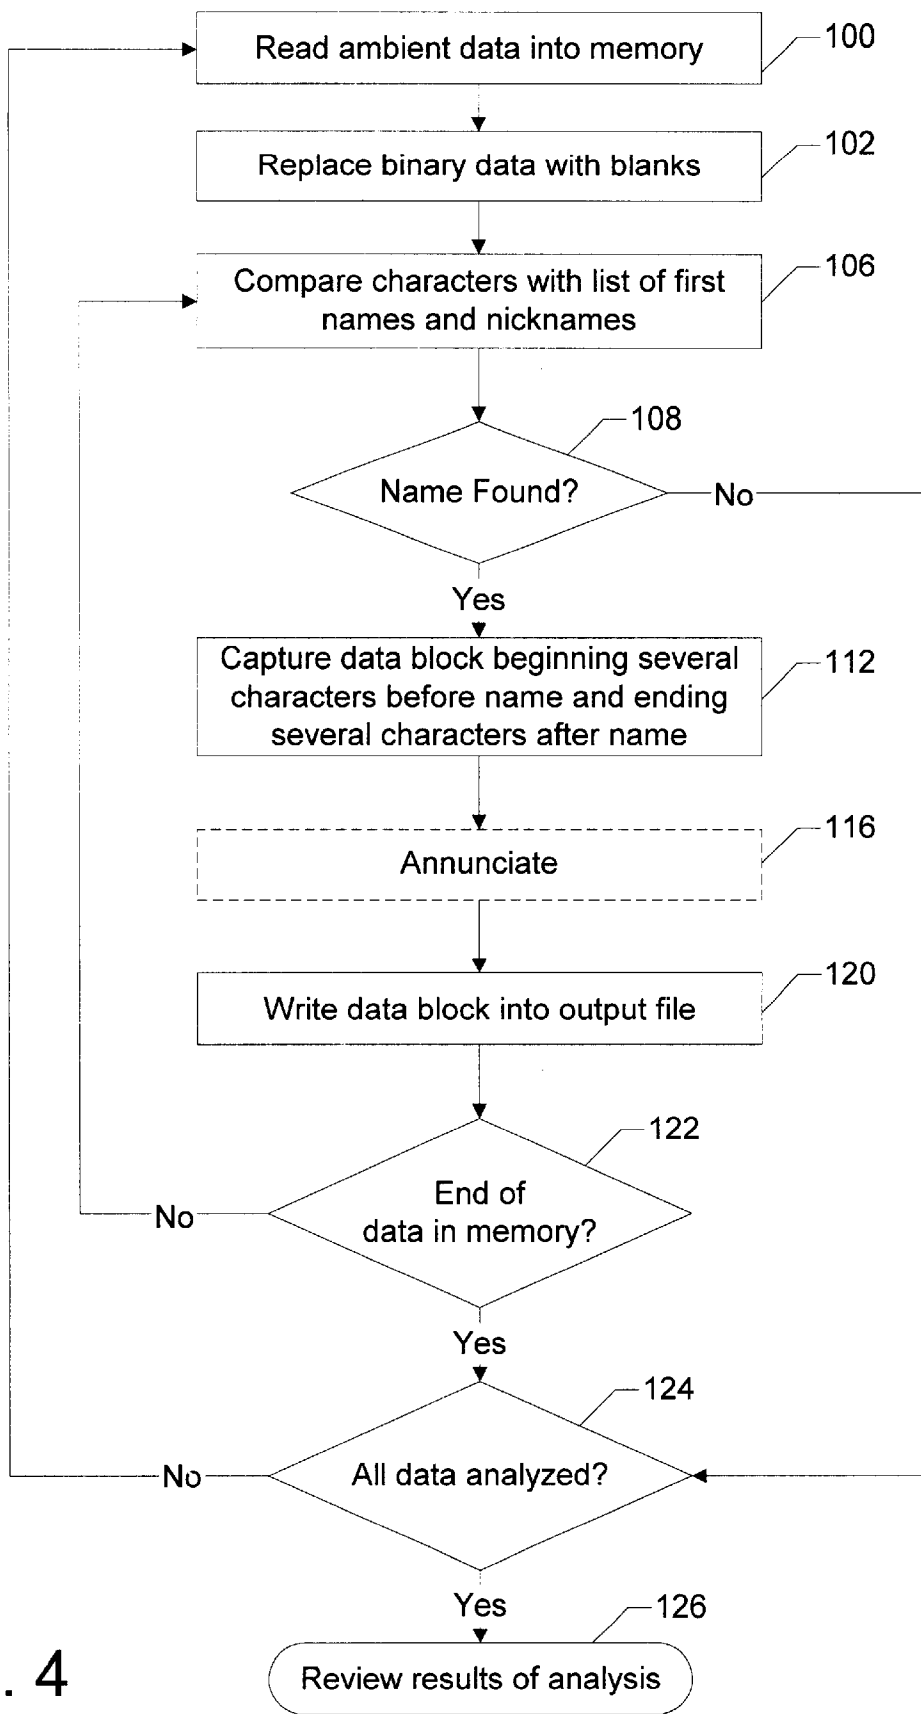 Read ambient data into memory
100
Replace binary data with blanks
102
Compare characters with list of first
names and nicknames
106
108
Name Found?
No
Yes
Capture data block beginning several
characters before name and ending
several characters after name
112
Annunciate
116
Write data block into output file
120
122
End of
data in memory?
No
Yes
124
All data analyzed?
No
Yes
126
Review results of analysis
. 4